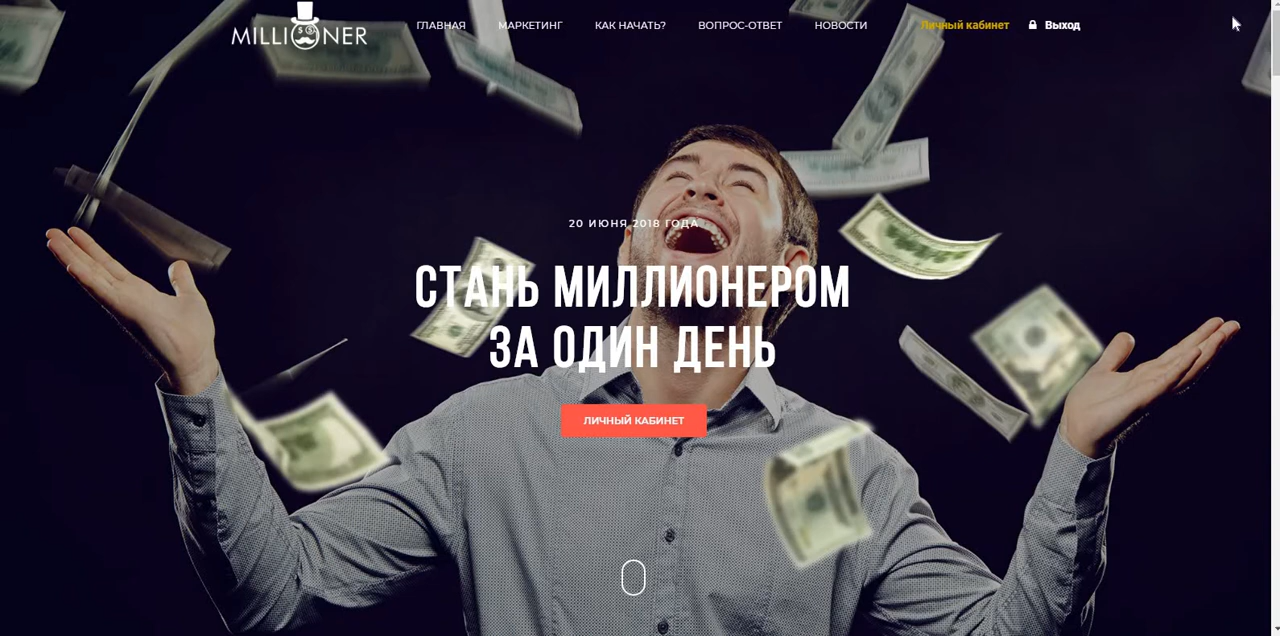 MILLIONER
ГЛАВНАЯ МАРКЕТИНГ КАК НАЧАТЬ? ВОПРОС-ОТВЕТ НОВОСТИ Личный кабинет Выход
20 ИЮНЯ 2018 ГОДА
СТАНЬ МИЛЛИОНЕРОМ
ЗА ОДИН ДЕНЬ
ЛИЧНЫЙ КАБИНЕТ